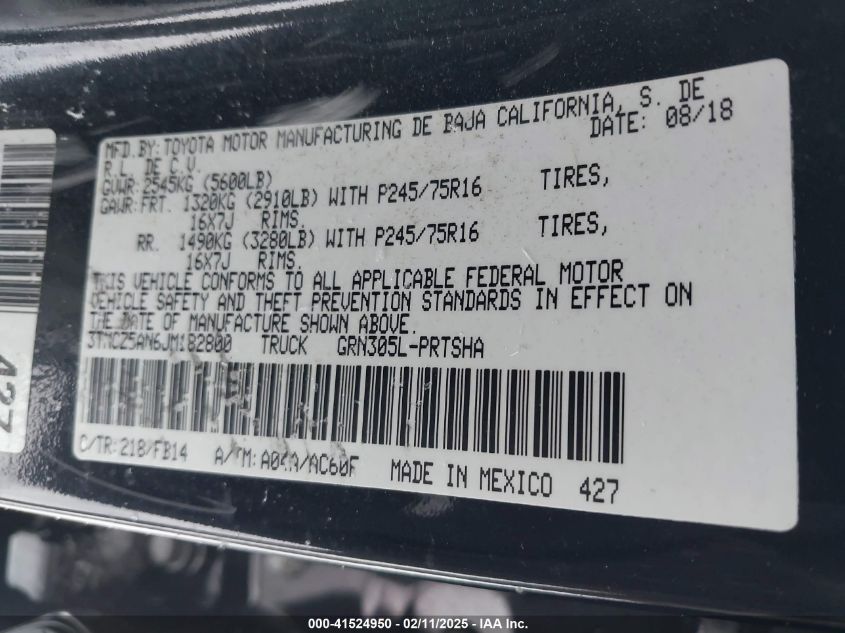 MFD.BY: TOYOTA MOTOR MANUFACTURING DE BAJA CALIFORNIA, S. DE
R.L. DE C.V. DATE: 08/18
GVWR: 2545KG (5600LB)
GAWR: FRT. 1320KG (2910LB) WITH P245/75R16 TIRES,
16X7J RIMS,
RR. 1490KG (3280LB) WITH P245/75R16 TIRES,
16X7J RIMS.
THIS VEHICLE CONFORMS TO ALL APPLICABLE FEDERAL MOTOR
VEHICLE SAFETY AND THEFT PREVENTION STANDARDS IN EFFECT ON
THE DATE OF MANUFACTURE SHOWN ABOVE.
3TMCZ5AN6JM182800 TRUCK GRN305L-PRTSHA
C/TR: 218/FB14 A/TM: A04A/AC60F MADE IN MEXICO 427
427
000-41524950 - 02/11/2025 - IAA Inc.